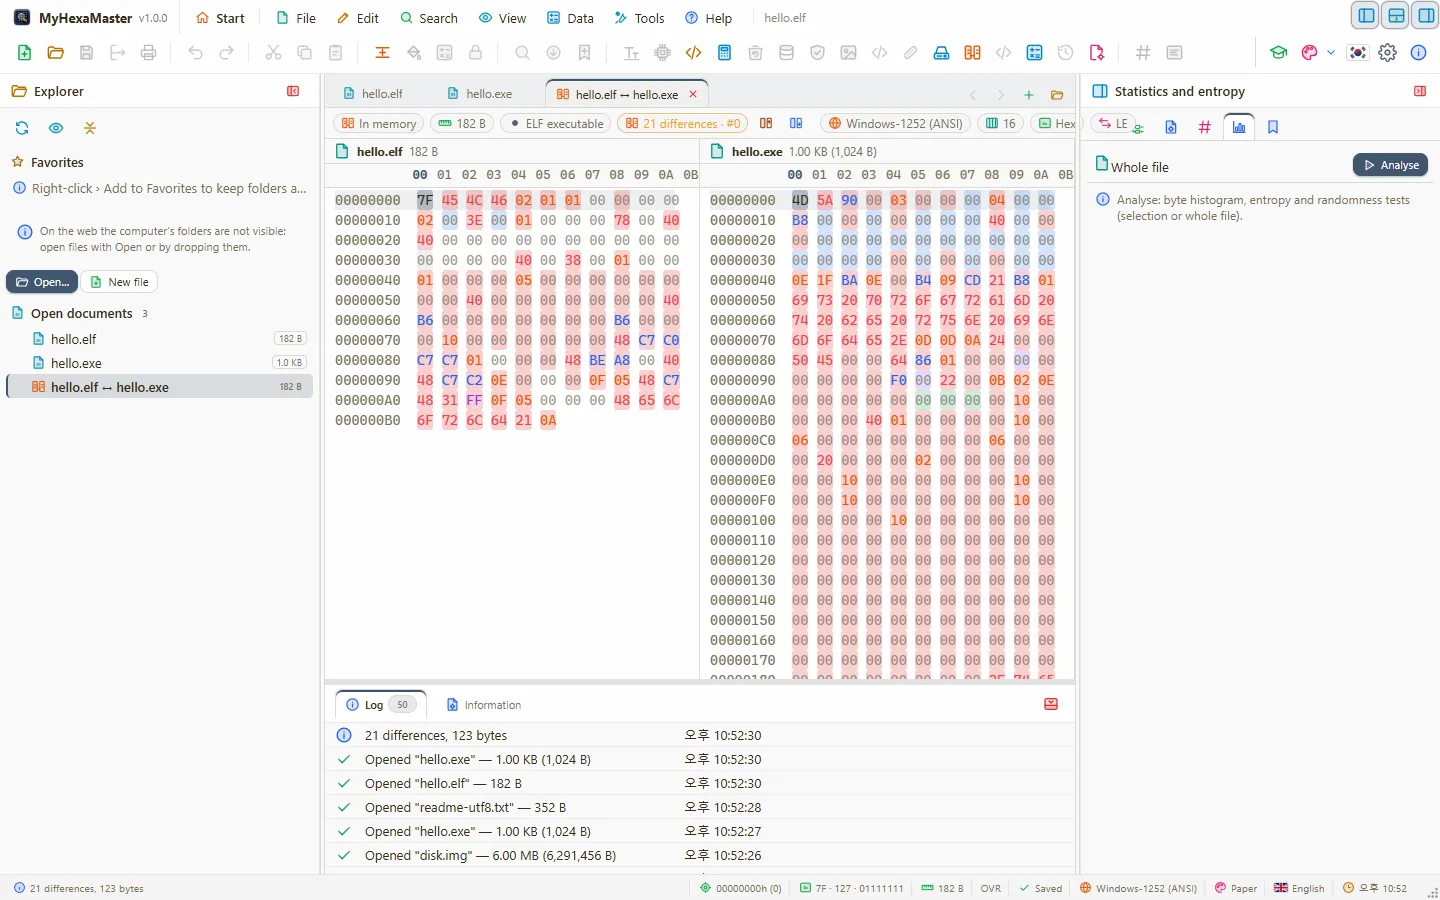 MyHexaMaster v1.0.0
Start
File
Edit
Search
View
Data
Tools
Help
hello.elf
Explorer
Favorites
Right-click › Add to Favorites to keep folders a...
On the web the computer's folders are not visible:
open files with Open or by dropping them.
Open...
New file
Open documents 3
hello.elf 182 B
hello.exe 1.0 KB
hello.elf ↔ hello.exe 182 B
hello.elf
hello.exe
hello.elf ↔ hello.exe
In memory
182 B
ELF executable
21 differences · #0
Windows-1252 (ANSI)
16
Hex
LE
hello.elf 182 B
00 01 02 03 04 05 06 07 08 09 0A 0B
00000000 7F 45 4C 46 02 01 01 00 00 00 00
00000010 02 00 3E 00 01 00 00 00 78 00 40
00000020 40 00 00 00 00 00 00 00 00 00 00
00000030 00 00 00 00 40 00 38 00 01 00 00
00000040 01 00 00 00 05 00 00 00 00 00 00
00000050 00 00 40 00 00 00 00 00 00 00 40
00000060 B6 00 00 00 00 00 00 00 B6 00 00
00000070 00 10 00 00 00 00 00 00 48 C7 C0
00000080 C7 C7 01 00 00 00 48 BE A8 00 40
00000090 48 C7 C2 0E 00 00 00 0F 05 48 C7
000000A0 48 31 FF 0F 05 00 00 00 48 65 6C
000000B0 6F 72 6C 64 21 0A
hello.exe 1.00 KB (1,024 B)
00 01 02 03 04 05 06 07 08 09 0A 0B
00000000 4D 5A 90 00 03 00 00 00 04 00 00
00000010 B8 00 00 00 00 00 00 00 40 00 00
00000020 00 00 00 00 00 00 00 00 00 00 00
00000030 00 00 00 00 00 00 00 00 00 00 00
00000040 0E 1F BA 0E 00 B4 09 CD 21 B8 01
00000050 69 73 20 70 72 6F 67 72 61 6D 20
00000060 74 20 62 65 20 72 75 6E 20 69 6E
00000070 6D 6F 64 65 2E 0D 0D 0A 24 00 00
00000080 50 45 00 00 64 86 01 00 00 00 00
00000090 00 00 00 00 F0 00 22 00 0B 02 0E
000000A0 00 00 00 00 00 00 00 00 00 10 00
000000B0 00 00 00 40 01 00 00 00 00 10 00
000000C0 06 00 00 00 00 00 00 00 06 00 00
000000D0 00 20 00 00 00 02 00 00 00 00 00
000000E0 00 00 10 00 00 00 00 00 00 10 00
000000F0 00 00 10 00 00 00 00 00 00 10 00
00000100 00 00 00 00 10 00 00 00 00 00 00
00000110 00 00 00 00 00 00 00 00 00 00 00
00000120 00 00 00 00 00 00 00 00 00 00 00
00000130 00 00 00 00 00 00 00 00 00 00 00
00000140 00 00 00 00 00 00 00 00 00 00 00
00000150 00 00 00 00 00 00 00 00 00 00 00
00000160 00 00 00 00 00 00 00 00 00 00 00
00000170 00 00 00 00 00 00 00 00 00 00 00
00000180 00 00 00 00 00 00 00 00 2E 74 65
Statistics and entropy
Whole file
Analyse
Analyse: byte histogram, entropy and randomness tests
(selection or whole file).
Log 50
Information
21 differences, 123 bytes 오후 10:52:30
Opened "hello.exe" — 1.00 KB (1,024 B) 오후 10:52:30
Opened "hello.elf" — 182 B 오후 10:52:30
Opened "readme-utf8.txt" — 352 B 오후 10:52:28
Opened "hello.exe" — 1.00 KB (1,024 B) 오후 10:52:27
Opened "disk.img" — 6.00 MB (6,291,456 B) 오후 10:52:26
21 differences, 123 bytes
00000000h (0)
7F · 127 · 01111111
182 B
OVR
Saved
Windows-1252 (ANSI)
Paper
English
오후 10:52